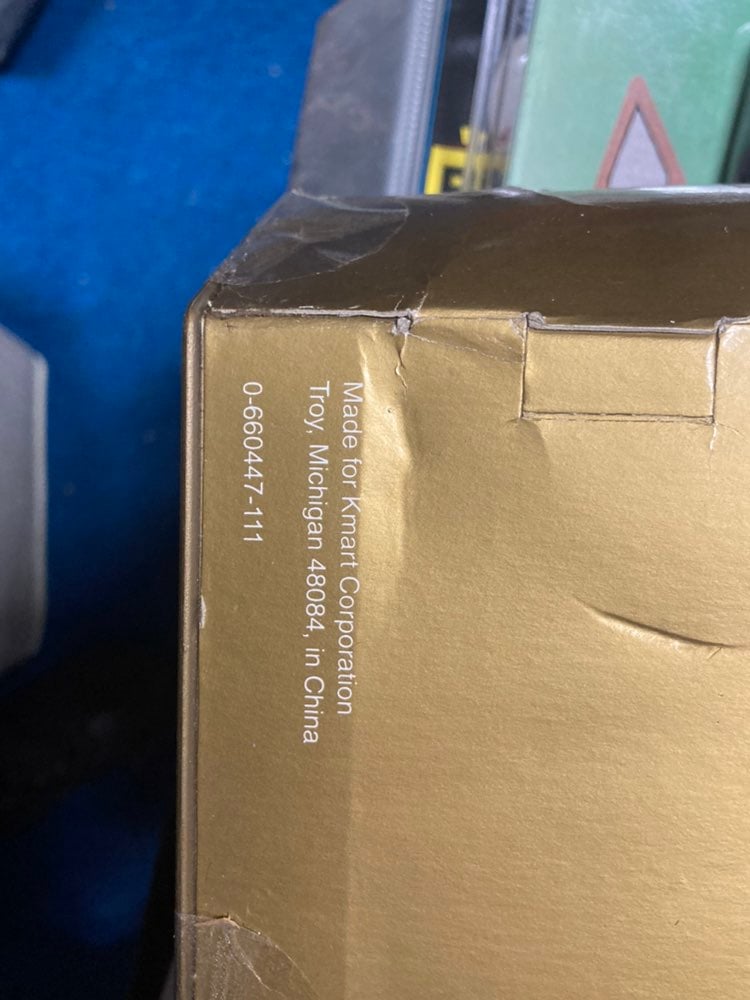 Made for Kmart Corporation
Troy, Michigan 48084, in China
0-660447-111